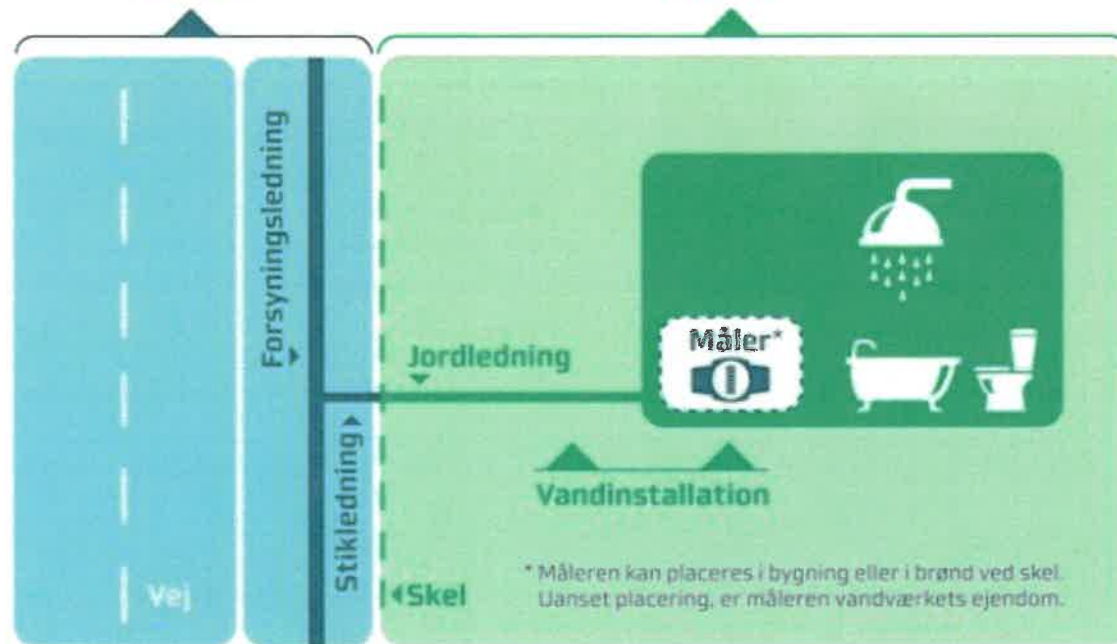 Forsyningsledning
Måler*
Jordledning
Stikledning
Vandinstallation
Vej
Skel
* Måleren kan placeres i bygning eller i brønd ved skel.
Uanset placering, er måleren vandværkets ejendom.